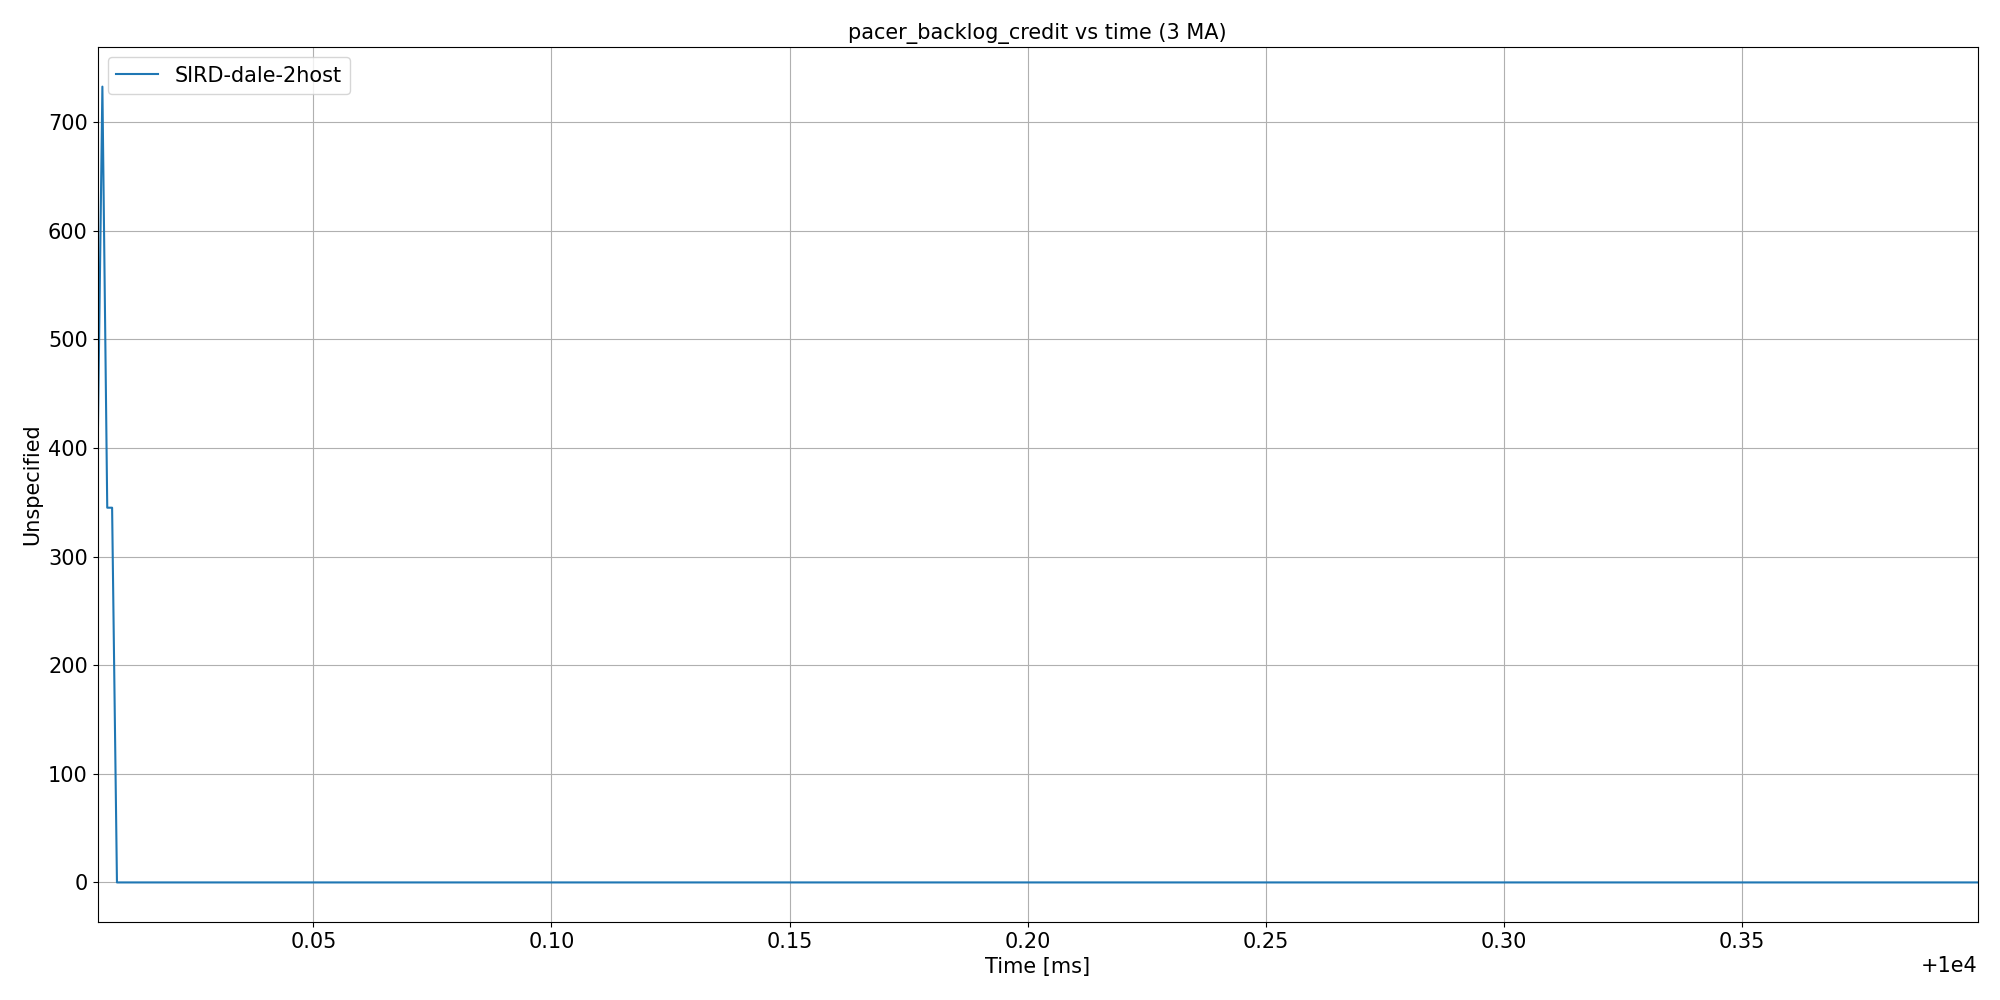 pacer_backlog_credit vs time (3 MA)
SIRD-dale-2host
700
600
500
400
300
200
100
0
Unspecified
0.05 0.10 0.15 0.20 0.25 0.30 0.35
Time [ms]
+1e4